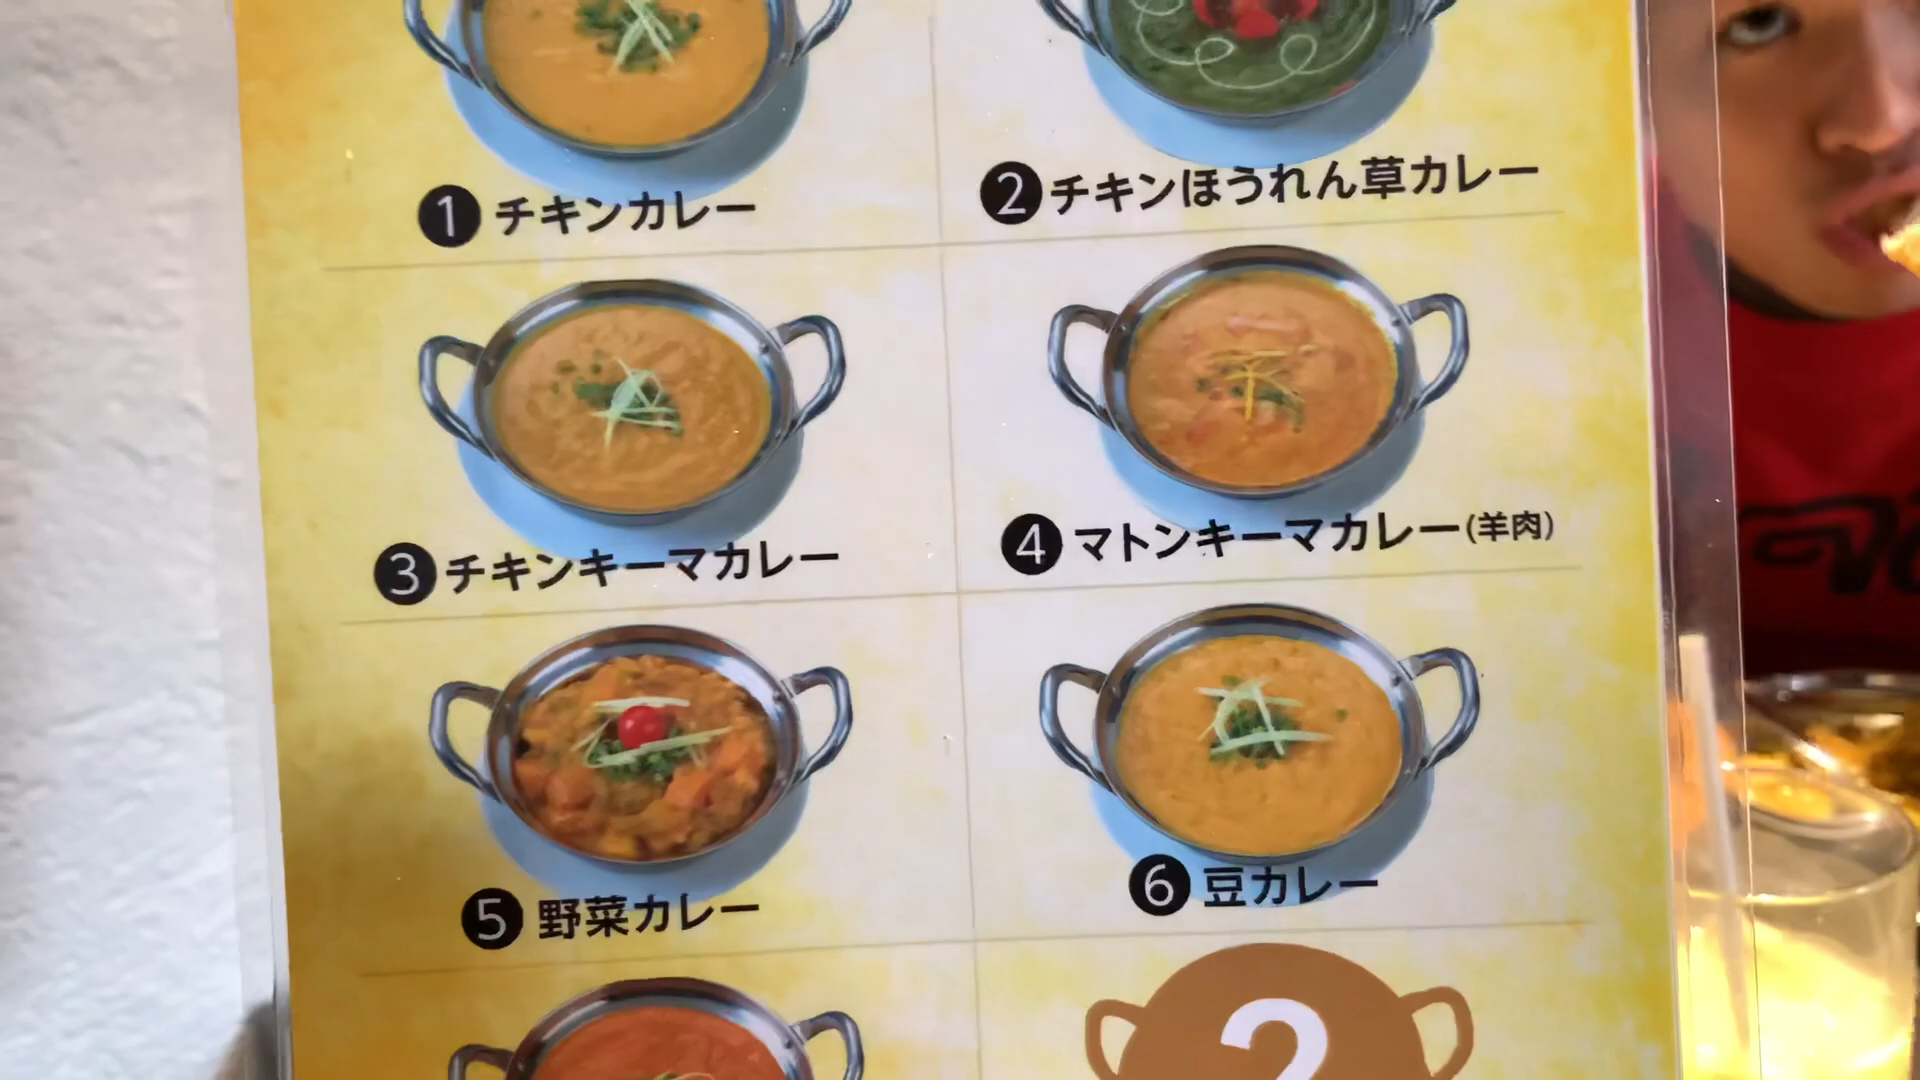 1 チキンカレー
2 チキンほうれん草カレー
3 チキンキーマカレー
4 マトンキーマカレー(羊肉)
5 野菜カレー
6 豆カレー
?